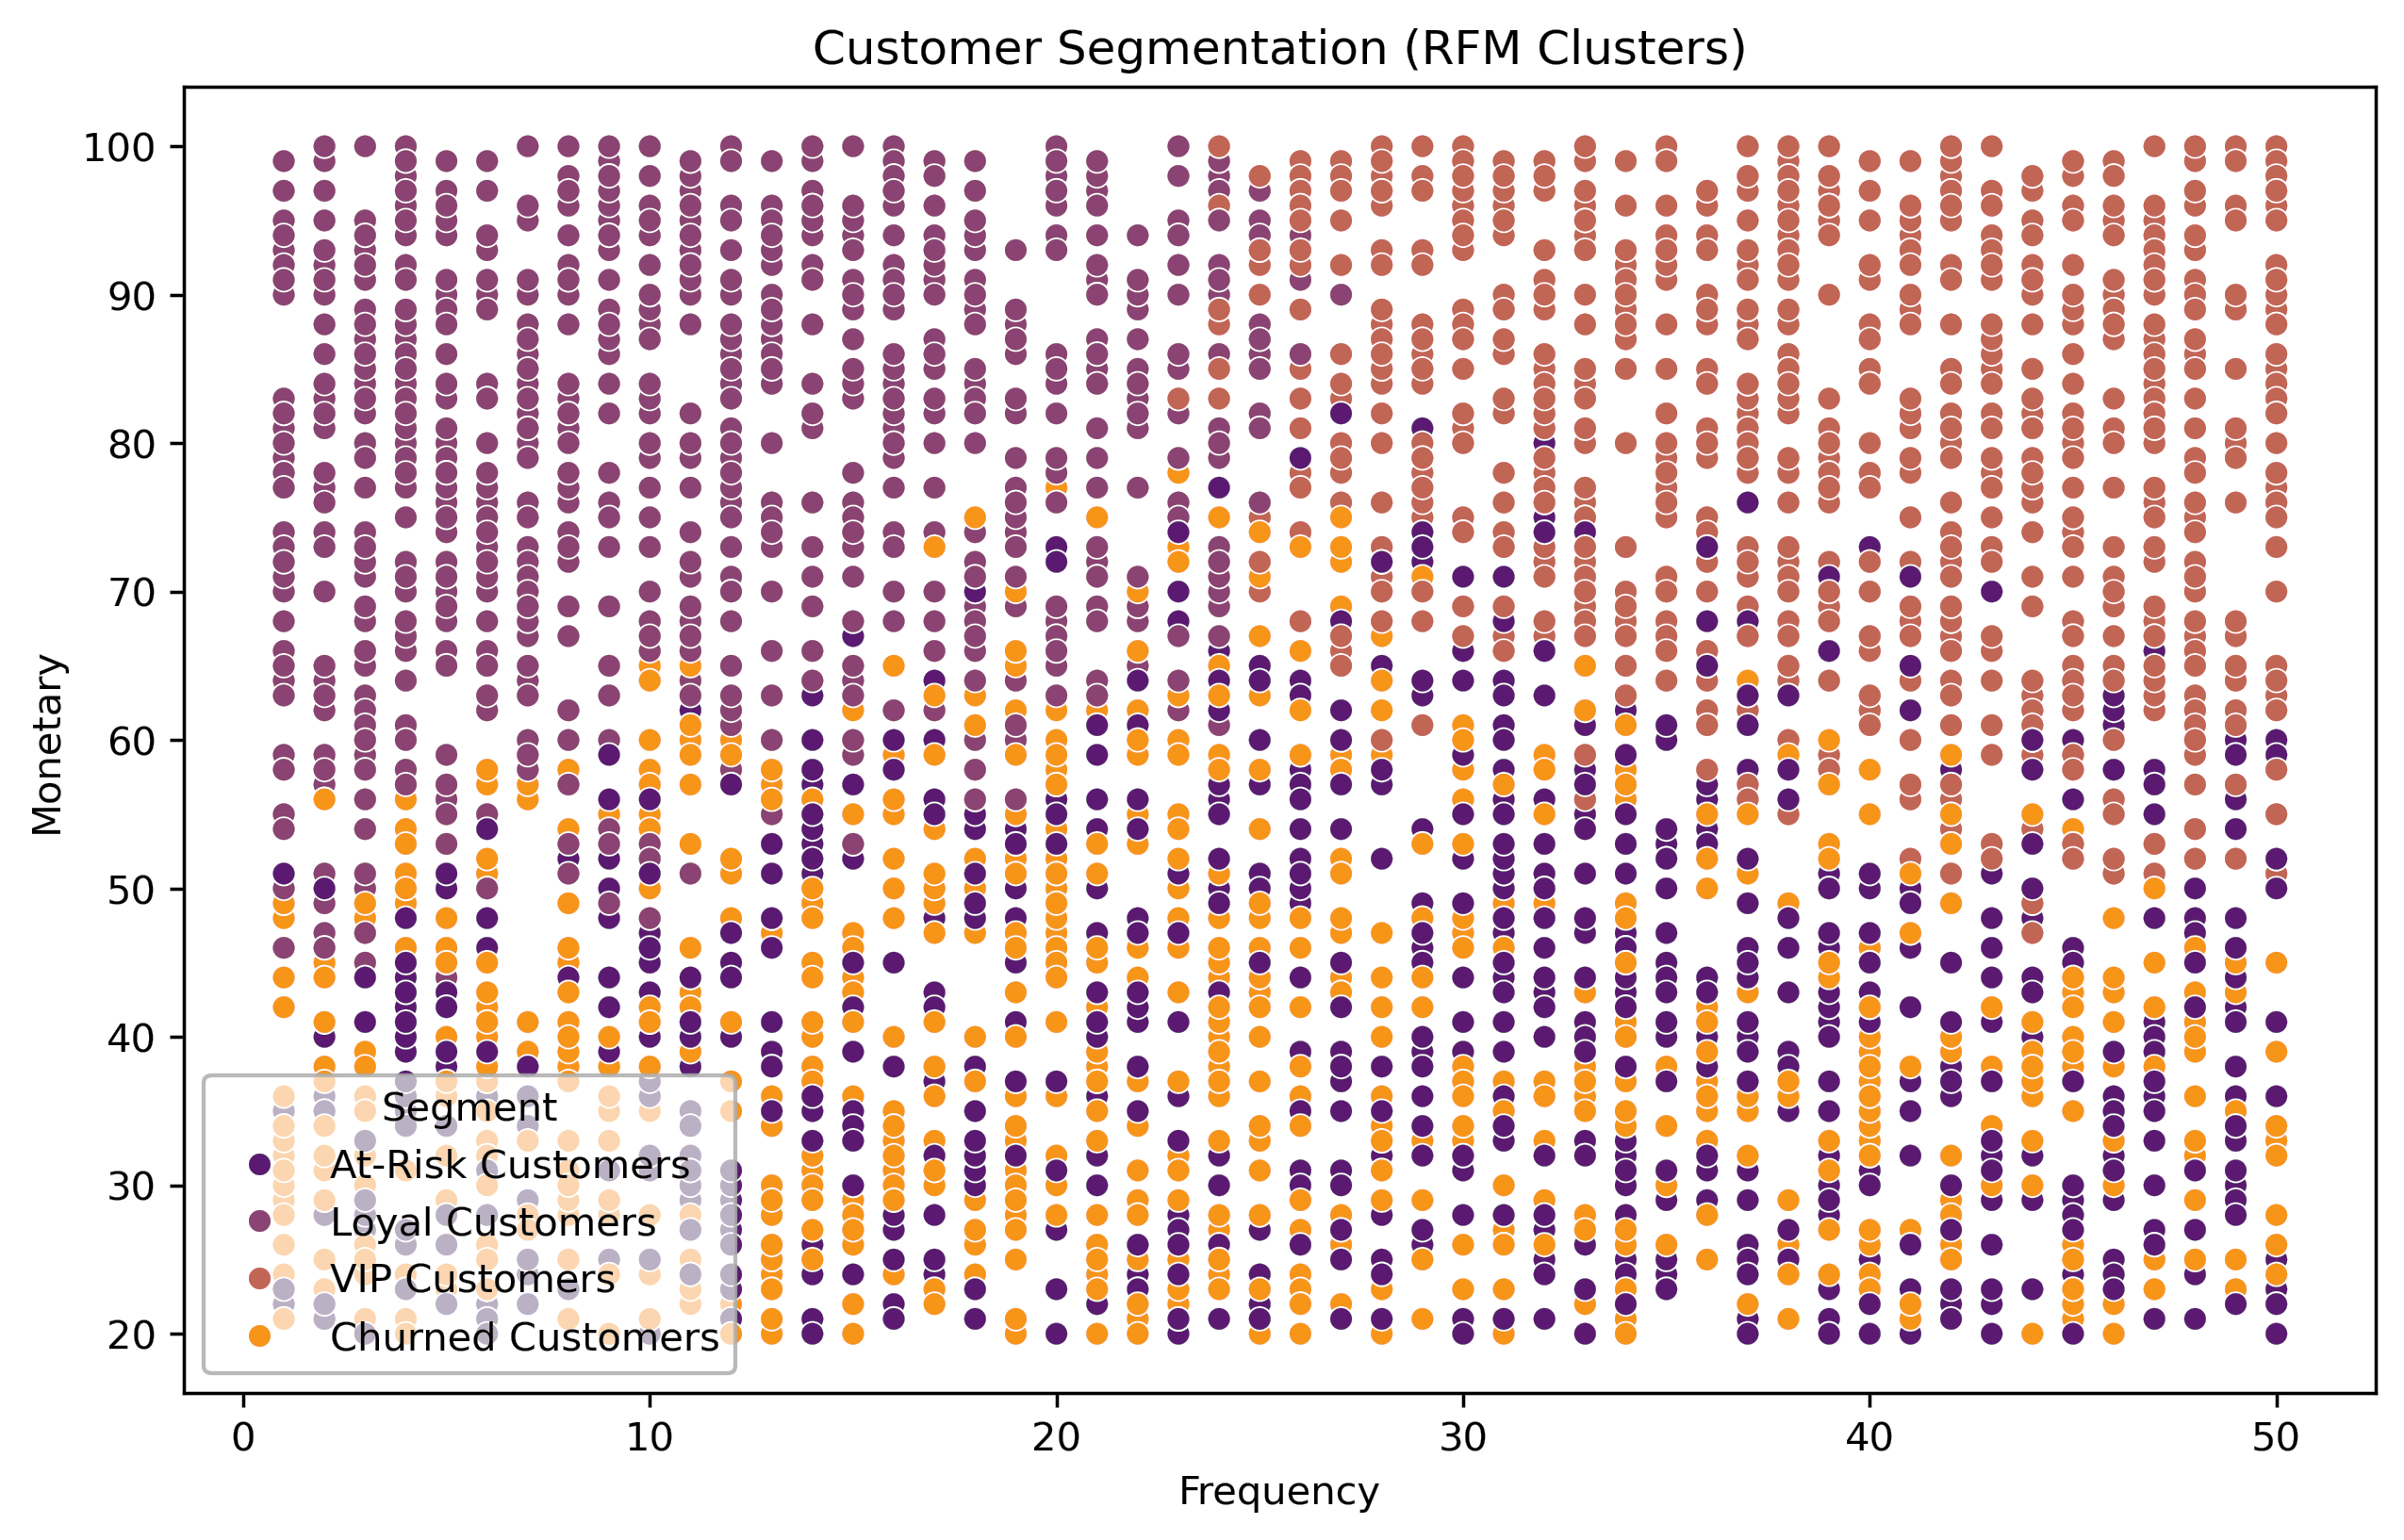 Customer Segmentation (RFM Clusters)
100
90
80
70
60
50
40
30
20
Monetary
Segment
At-Risk Customers
Loyal Customers
VIP Customers
Churned Customers
0 10 20 30 40 50
Frequency